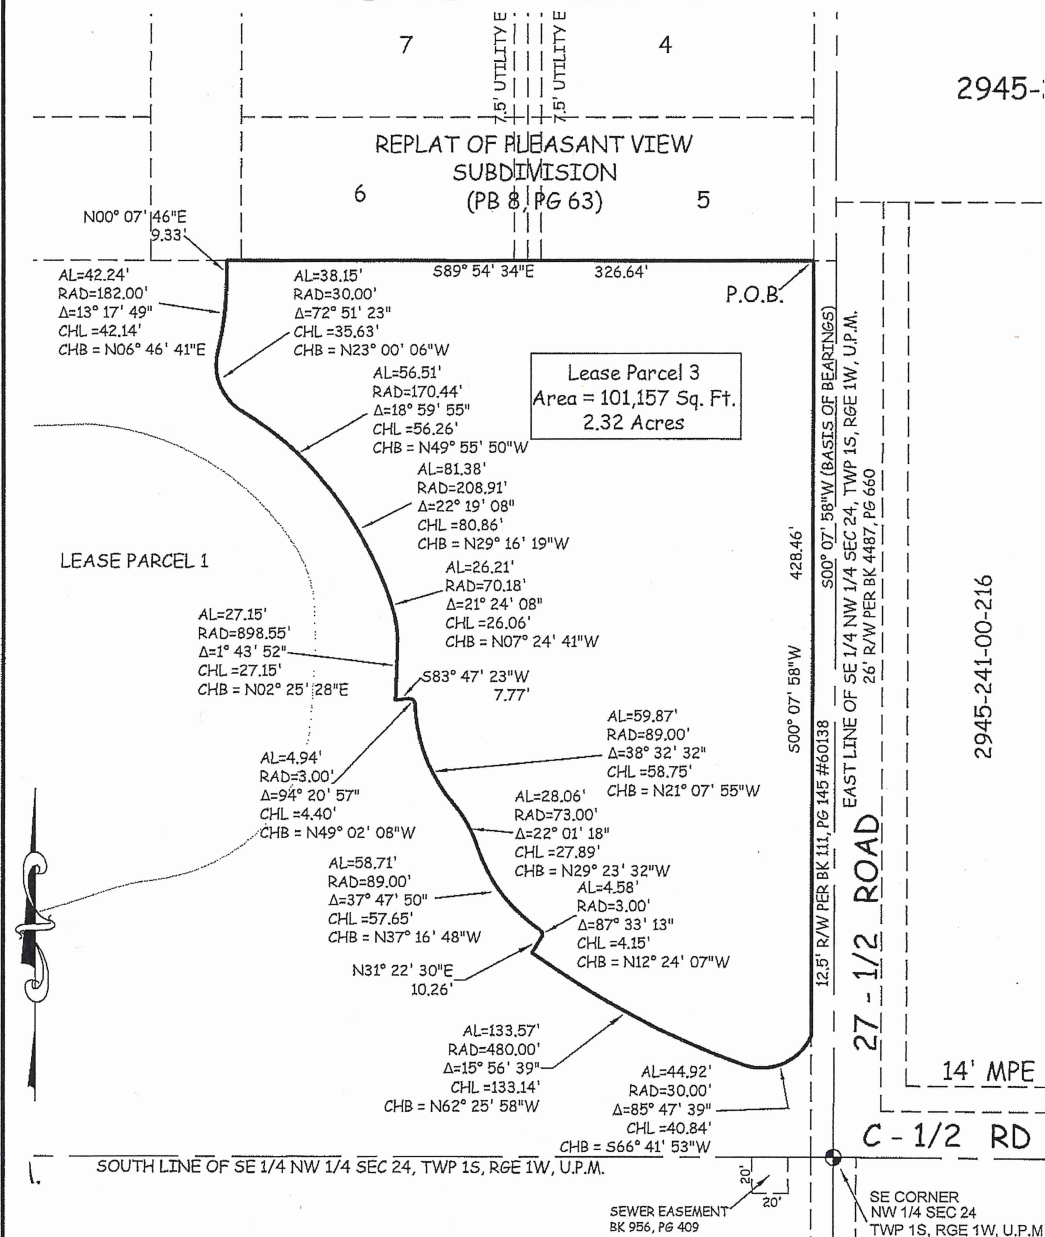 7
4
7.5' UTILITY E
7.5' UTILITY E
2945-
REPLAT OF PLEASANT VIEW
SUBDIVISION
(PB 8, PG 63)
6
5
N00° 07' 46"E
9.33'
S89° 54' 34"E
326.64'
P.O.B.
AL=42.24'
RAD=182.00'
Δ=13° 17' 49"
CHL =42.14'
CHB = N06° 46' 41"E
AL=38.15'
RAD=30.00'
Δ=72° 51' 23"
CHL =35.63'
CHB = N23° 00' 06"W
Lease Parcel 3
Area = 101,157 Sq. Ft.
2.32 Acres
AL=56.51'
RAD=170.44'
Δ=18° 59' 55"
CHL =56.26'
CHB = N49° 55' 50"W
AL=81.38'
RAD=208.91'
Δ=22° 19' 08"
CHL =80.86'
CHB = N29° 16' 19"W
LEASE PARCEL 1
AL=26.21'
RAD=70.18'
Δ=21° 24' 08"
CHL =26.06'
CHB = N07° 24' 41"W
AL=27.15'
RAD=898.55'
Δ=1° 43' 52"
CHL =27.15'
CHB = N02° 25' 28"E
S83° 47' 23"W
7.77'
428.46'
S00° 07' 58"W
S00° 07' 58"W (BASIS OF BEARINGS)
EAST LINE OF SE 1/4 NW 1/4 SEC 24, TWP 1S, RGE 1W, U.P.M.
26' R/W PER BK 4487, PG 660
12.5' R/W PER BK 111, PG 145 #60138
27 - 1/2 ROAD
2945-241-00-216
AL=59.87'
RAD=89.00'
Δ=38° 32' 32"
CHL =58.75'
CHB = N21° 07' 55"W
AL=4.94'
RAD=3.00'
Δ=94° 20' 57"
CHL =4.40'
CHB = N49° 02' 08"W
AL=28.06'
RAD=73.00'
Δ=22° 01' 18"
CHL =27.89'
CHB = N29° 23' 32"W
AL=58.71'
RAD=89.00'
Δ=37° 47' 50"
CHL =57.65'
CHB = N37° 16' 48"W
AL=4.58'
RAD=3.00'
Δ=87° 33' 13"
CHL =4.15'
CHB = N12° 24' 07"W
N31° 22' 30"E
10.26'
AL=133.57'
RAD=480.00'
Δ=15° 56' 39"
CHL =133.14'
CHB = N62° 25' 58"W
AL=44.92'
RAD=30.00'
Δ=85° 47' 39"
CHL =40.84'
CHB = S66° 41' 53"W
14' MPE
C - 1/2 RD
SOUTH LINE OF SE 1/4 NW 1/4 SEC 24, TWP 1S, RGE 1W, U.P.M.
20'
20'
SEWER EASEMENT
BK 956, PG 409
SE CORNER
NW 1/4 SEC 24
TWP 1S, RGE 1W, U.P.M